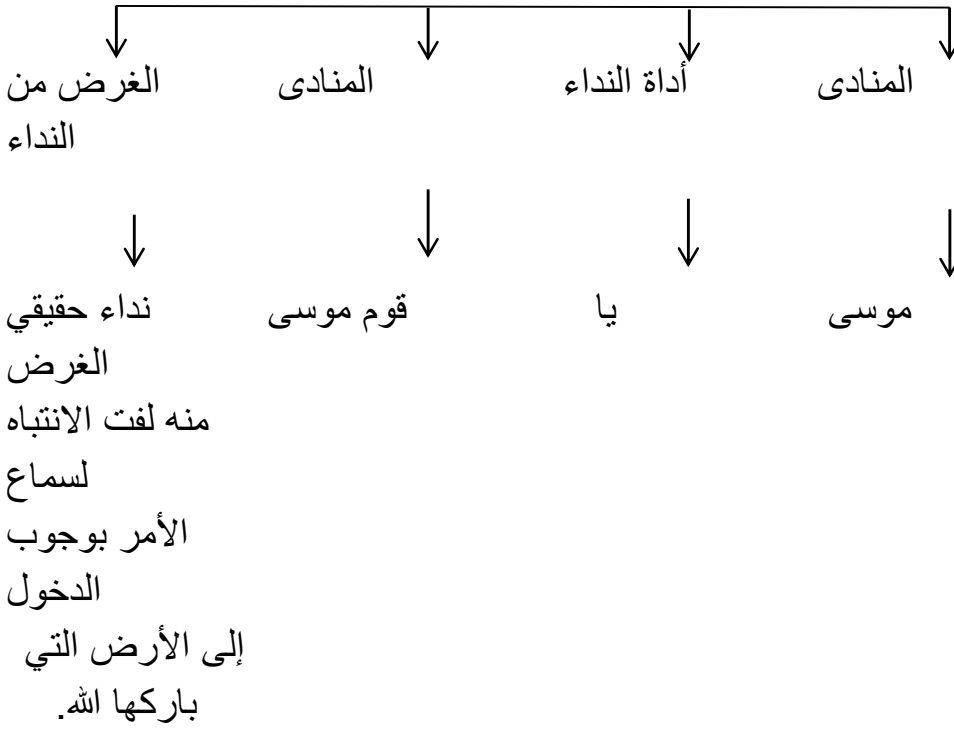 المنادى أداة النداء المنادى الغرض من
النداء
موسى يا قوم موسى نداء حقيقي
الغرض
منه لفت الانتباه
لسماع
الأمر بوجوب
الدخول
إلى الأرض التي
باركها الله.